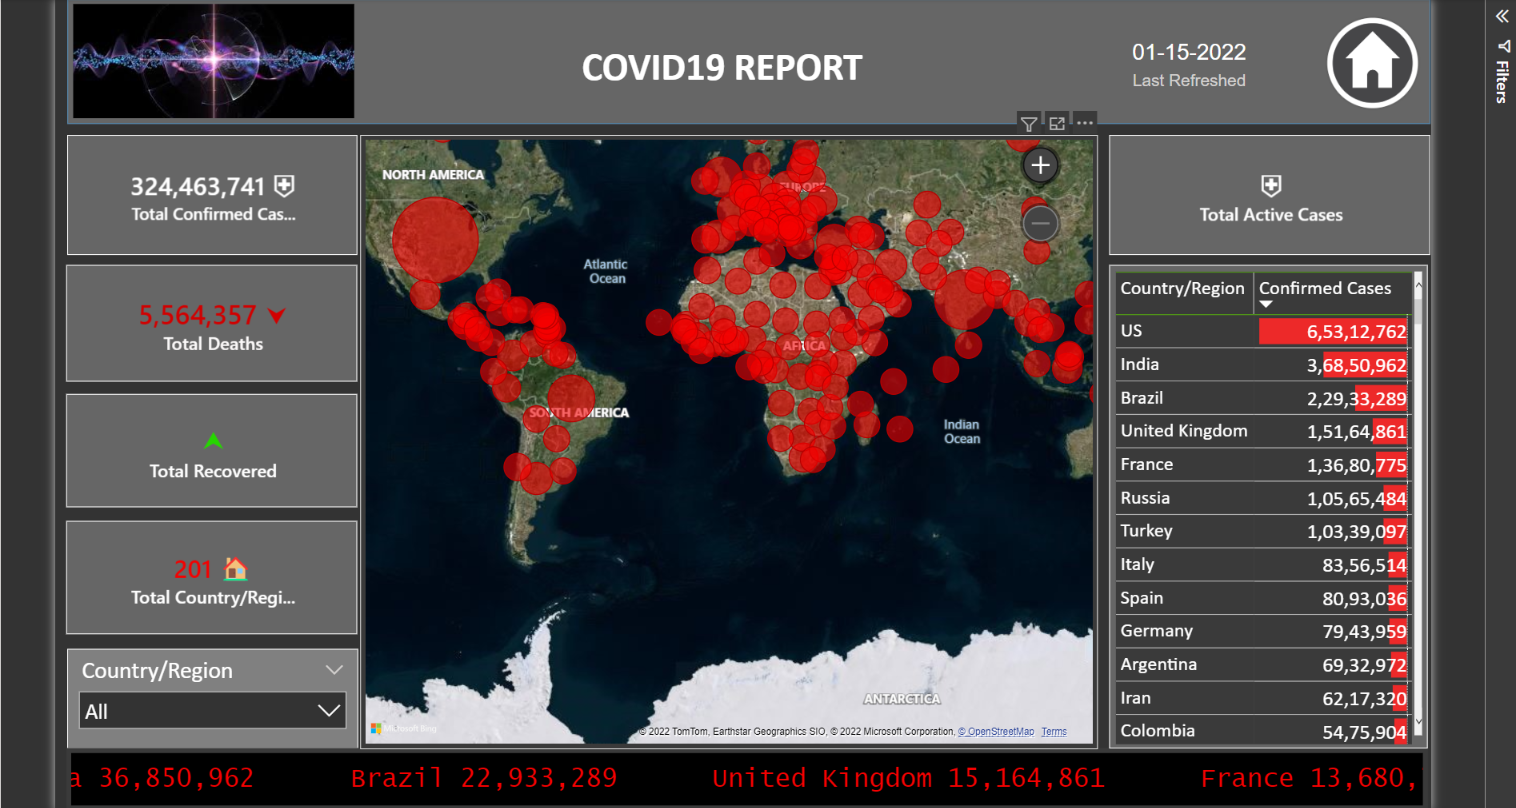 COVID19 REPORT
01-15-2022
Last Refreshed
Filters
324,463,741
Total Confirmed Cas...
5,564,357
Total Deaths
Total Recovered
201
Total Country/Regi...
Country/Region
All
NORTH AMERICA
EUROPE
Atlantic
Ocean
AFRICA
SOUTH AMERICA
Indian
Ocean
ANTARCTICA
Microsoft Bing
© 2022 TomTom, Earthstar Geographics SIO, © 2022 Microsoft Corporation, © OpenStreetMap Terms
Total Active Cases
Country/Region Confirmed Cases
US 6,53,12,762
India 3,68,50,962
Brazil 2,29,33,289
United Kingdom 1,51,64,861
France 1,36,80,775
Russia 1,05,65,484
Turkey 1,03,39,097
Italy 83,56,514
Spain 80,93,036
Germany 79,43,959
Argentina 69,32,972
Iran 62,17,320
Colombia 54,75,904
a 36,850,962 Brazil 22,933,289 United Kingdom 15,164,861 France 13,680,